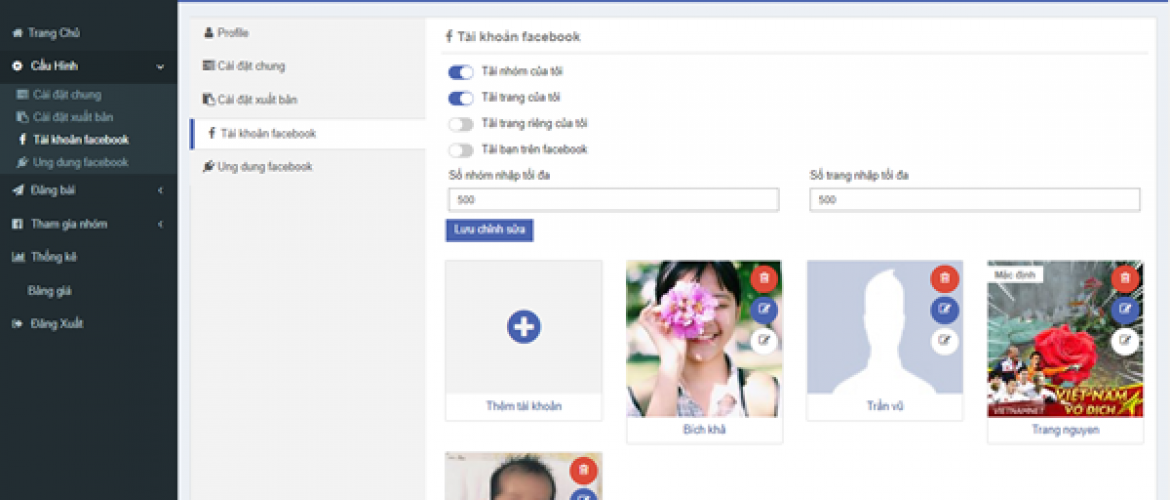 Trang Chủ
Cấu Hình
Cài đặt chung
Cài đặt xuất bản
Tài khoản facebook
Ung dung facebook
Đăng bài
Tham gia nhóm
Thống kê
Bảng giá
Đăng Xuất
Profile
Cài đặt chung
Cài đặt xuất bản
Tài khoản facebook
Ung dung facebook
Tài khoản facebook
Tải nhóm của tôi
Tải trang của tôi
Tải trang riêng của tôi
Tải bạn trên facebook
Số nhóm nhập tối đa
500
Số trang nhập tối đa
500
Lưu chỉnh sửa
Thêm tài khoản
Bích khã
Trần vũ
Mặc định
VIETNAMNET
VIỆT NAM
VÔ ĐỊCH
Trang nguyen